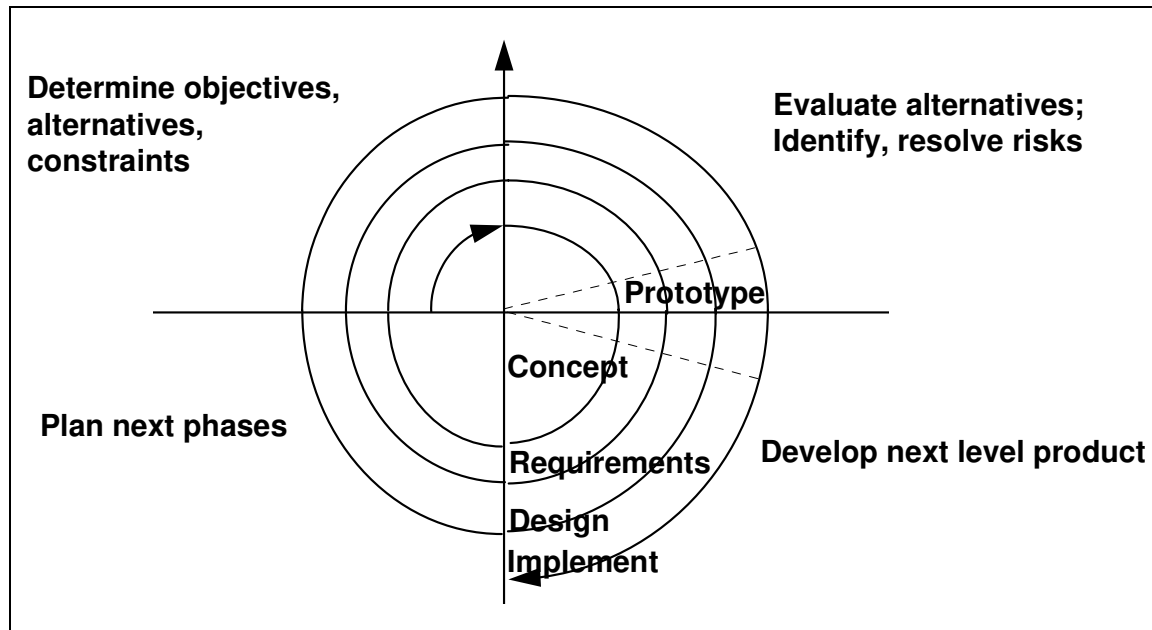 Determine objectives,
alternatives,
constraints
Evaluate alternatives;
Identify, resolve risks
Prototype
Concept
Plan next phases
Develop next level product
Requirements
Design
Implement